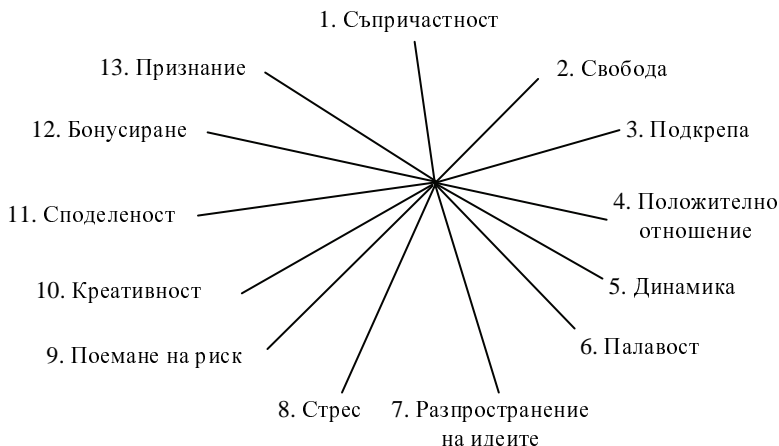 1. Съпричастност
2. Свобода
3. Подкрепа
4. Положително
отношение
5. Динамика
6. Палавост
7. Разпространение
на идеите
8. Стрес
9. Поемане на риск
10. Креативност
11. Споделеност
12. Бонусиране
13. Признание